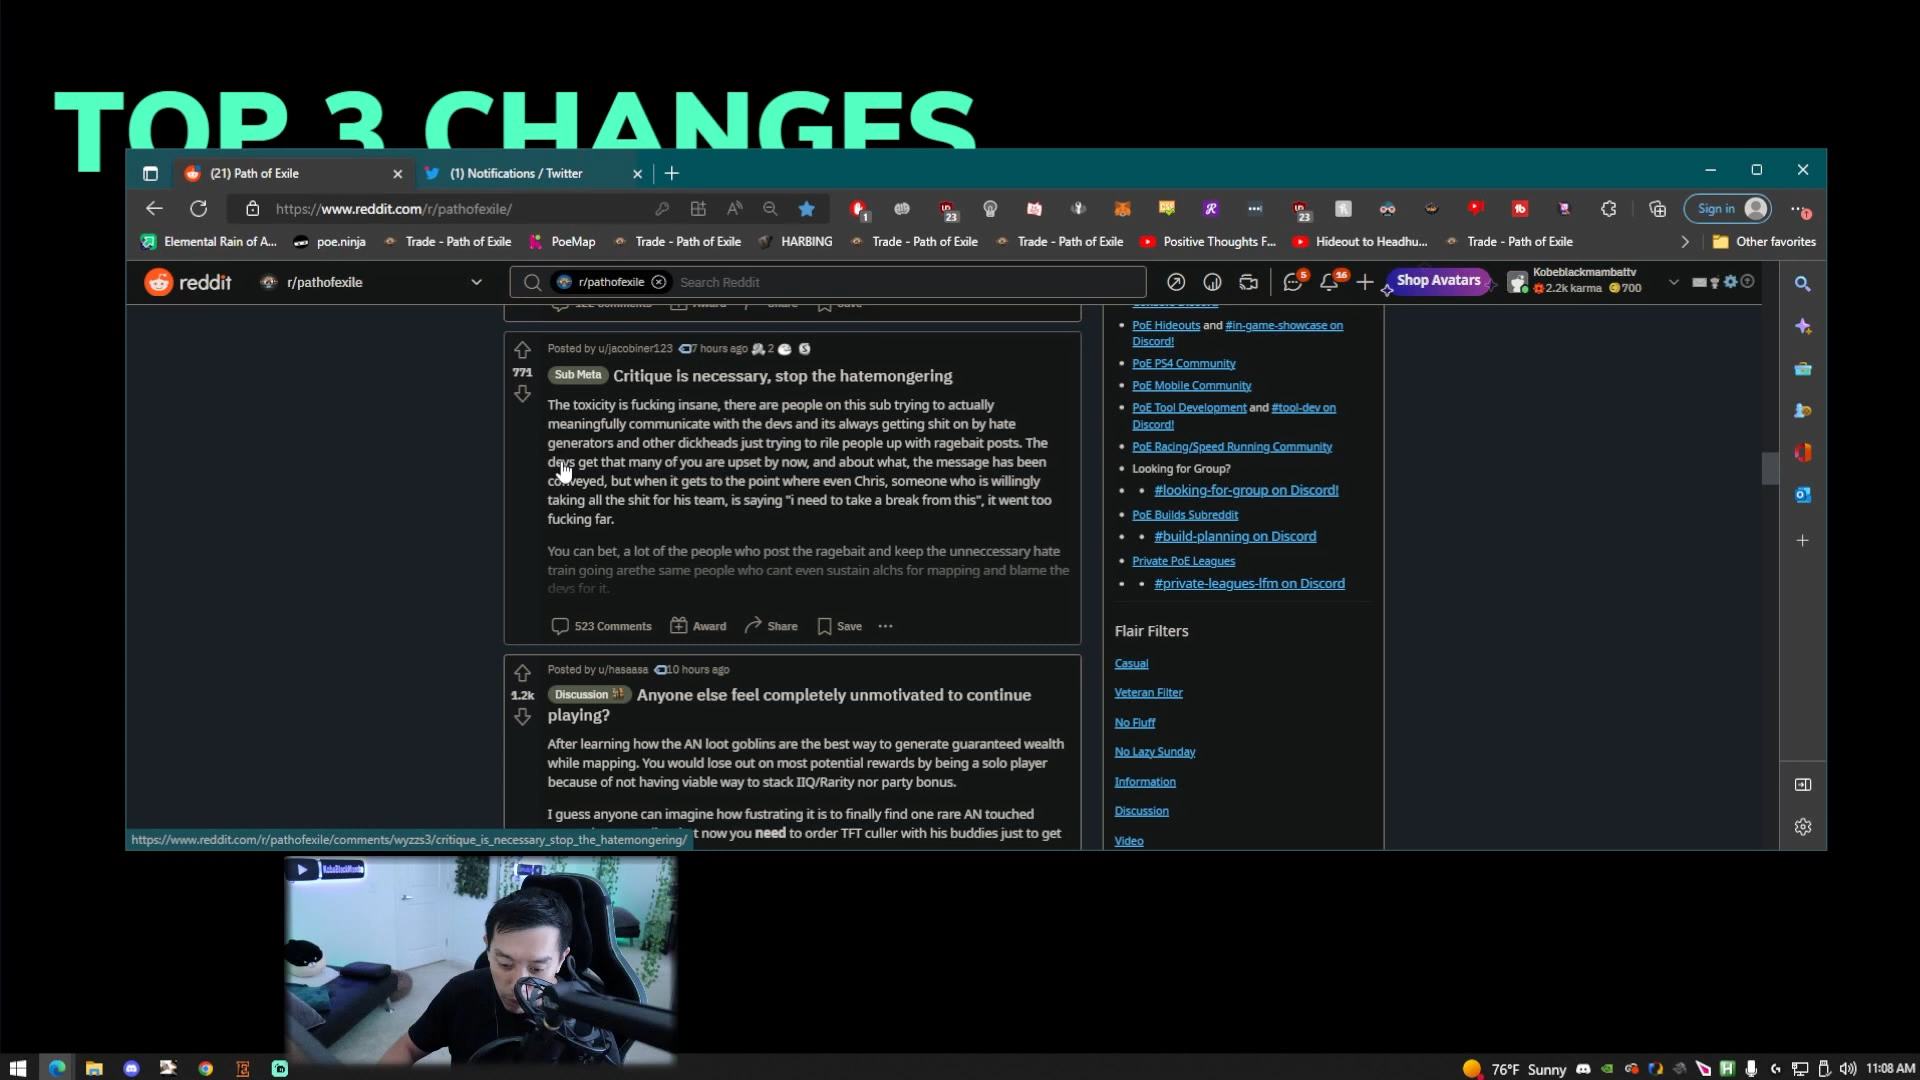 TOP 3 CHANGES
(21) Path of Exile
(1) Notifications / Twitter
https://www.reddit.com/r/pathofexile/
1
23
23
Sign in
Elemental Rain of A...
poe.ninja
Trade - Path of Exile
PoeMap
Trade - Path of Exile
HARBING
Trade - Path of Exile
Trade - Path of Exile
Positive Thoughts F...
Hideout to Headhu...
Trade - Path of Exile
Other favorites
reddit
r/pathofexile
r/pathofexile
Search Reddit
5
16
Shop Avatars
Kobeblackmambattv
2.2k karma 700
Posted by u/jacobiner123 7 hours ago 2
771
Sub Meta Critique is necessary, stop the hatemongering
The toxicity is fucking insane, there are people on this sub trying to actually
meaningfully communicate with the devs and its always getting shit on by hate
generators and other dickheads just trying to rile people up with ragebait posts. The
devs get that many of you are upset by now, and about what, the message has been
conveyed, but when it gets to the point where even Chris, someone who is willingly
taking all the shit for his team, is saying "i need to take a break from this", it went too
fucking far.
You can bet, a lot of the people who post the ragebait and keep the unneccessary hate
train going arethe same people who cant even sustain alchs for mapping and blame the
devs for it.
523 Comments Award Share Save
Posted by u/hasaasa 10 hours ago
1.2k
Discussion Anyone else feel completely unmotivated to continue
playing?
After learning how the AN loot goblins are the best way to generate guaranteed wealth
while mapping. You would lose out on most potential rewards by being a solo player
because of not having viable way to stack IIQ/Rarity nor party bonus.
I guess anyone can imagine how fustrating it is to finally find one rare AN touched
now you need to order TFT culler with his buddies just to get
PoE Hideouts and #in-game-showcase on
Discord!
PoE PS4 Community
PoE Mobile Community
PoE Tool Development and #tool-dev on
Discord!
PoE Racing/Speed Running Community
Looking for Group?
#looking-for-group on Discord!
PoE Builds Subreddit
#build-planning on Discord
Private PoE Leagues
#private-leagues-lfm on Discord
Flair Filters
Casual
Veteran Filter
No Fluff
No Lazy Sunday
Information
Discussion
Video
https://www.reddit.com/r/pathofexile/comments/wyzzs3/critique_is_necessary_stop_the_hatemongering/
76°F Sunny
11:08 AM